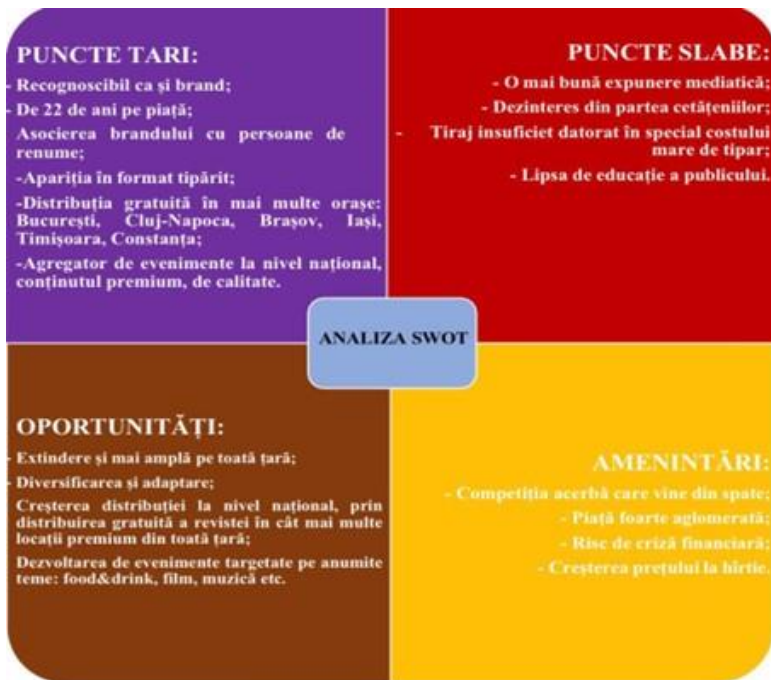 PUNCTE TARI:
- Recognoscibil ca și brand;
- De 22 de ani pe piață;
Asocierea brandului cu persoane de
renume;
-Apariția în format tipărit;
-Distribuția gratuită în mai multe orașe:
București, Cluj-Napoca, Brașov, Iași,
Timișoara, Constanța;
-Agregator de evenimente la nivel național,
conținutul premium, de calitate.
PUNCTE SLABE:
- O mai bună expunere mediatică;
- Dezinteres din partea cetățeniilor;
- Tiraj insuficiet datorat în special costului
mare de tipar;
- Lipsa de educație a publicului.
ANALIZA SWOT
OPORTUNITĂȚI:
- Extindere și mai amplă pe toată țară;
- Diversificarea și adaptare;
Creșterea distribuției la nivel național, prin
distribuirea gratuită a revistei în cât mai multe
locații premium din toată țară;
Dezvoltarea de evenimente targetate pe anumite
teme: food&drink, film, muzică etc.
AMENINTĂRI:
- Competiția acerbă care vine din spate;
- Piață foarte aglomerată;
- Risc de criză financiară;
- Creșterea prețului la hîrtie.